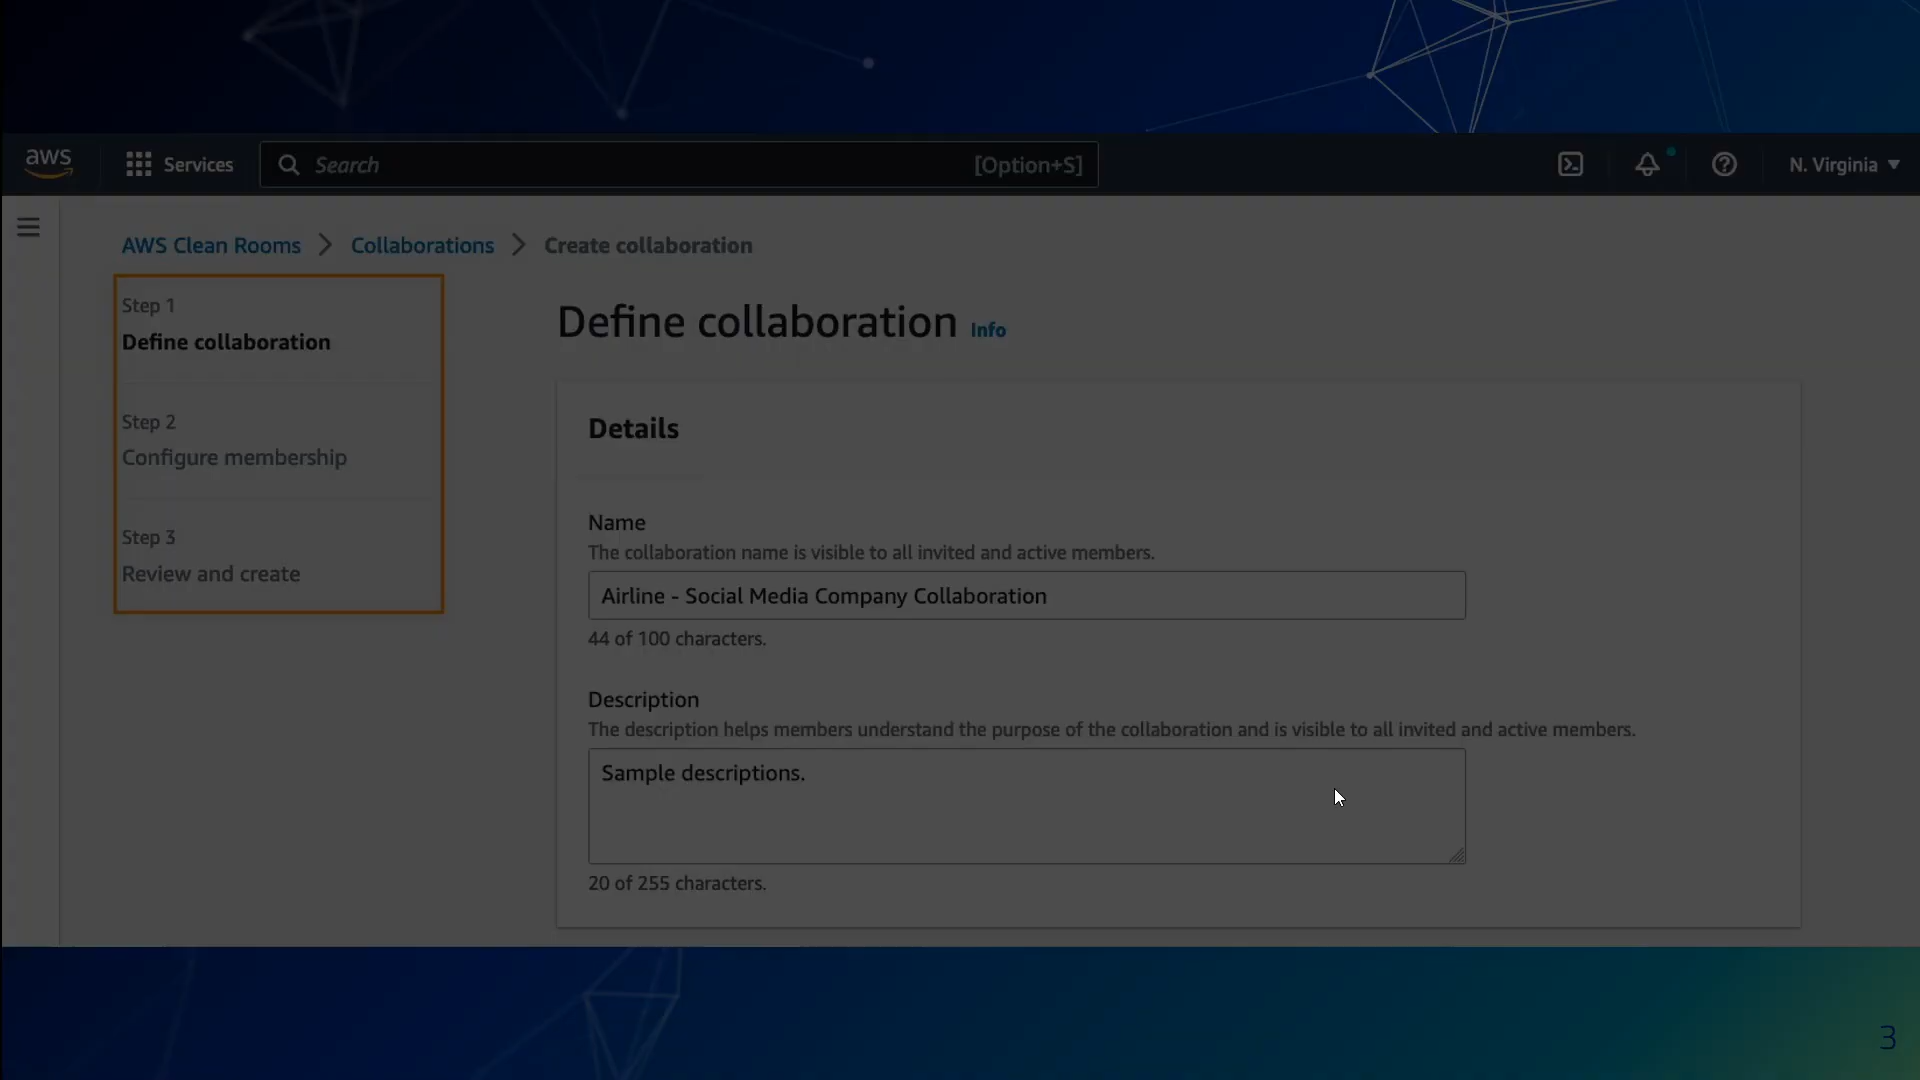 aws
Services
Search
[Option+S]
N. Virginia
AWS Clean Rooms
Collaborations
Create collaboration
Step 1
Define collaboration
Step 2
Configure membership
Step 3
Review and create
Define collaboration Info
Details
Name
The collaboration name is visible to all invited and active members.
Airline - Social Media Company Collaboration
44 of 100 characters.
Description
The description helps members understand the purpose of the collaboration and is visible to all invited and active members.
Sample descriptions.
20 of 255 characters.
3